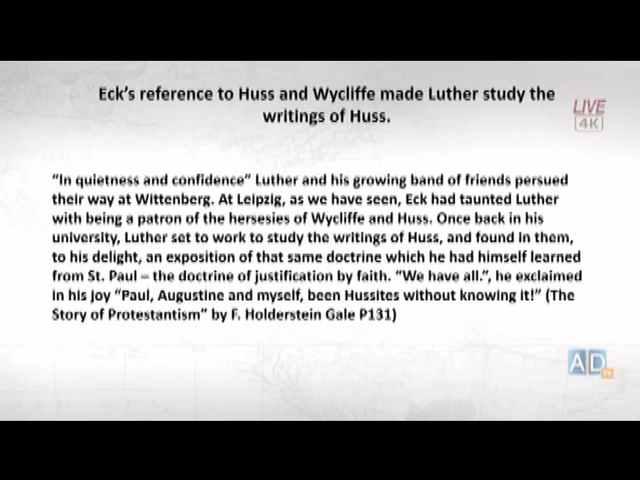 Eck's reference to Huss and Wycliffe made Luther study the
writings of Huss.
LIVE
4K
"In quietness and confidence" Luther and his growing band of friends persued
their way at Wittenberg. At Leipzig, as we have seen, Eck had taunted Luther
with being a patron of the hersesies of Wycliffe and Huss. Once back in his
university, Luther set to work to study the writings of Huss, and found in them,
to his delight, an exposition of that same doctrine which he had himself learned
from St. Paul – the doctrine of justification by faith. "We have all.", he exclaimed
in his joy "Paul, Augustine and myself, been Hussites without knowing it!" (The
Story of Protestantism" by F. Holderstein Gale P131)
AD
TV